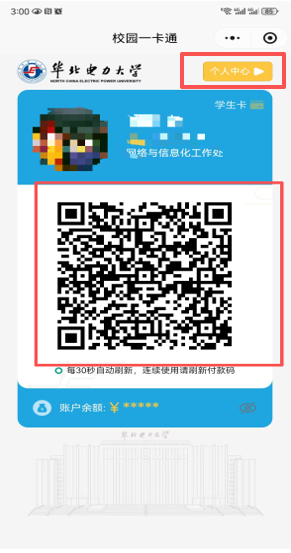 3:00
85
校园一卡通
华北电力大学
NORTH CHINA ELECTRIC POWER UNIVERSITY
个人中心
学生卡
网络与信息化工作处
每30秒自动刷新，连续使用请刷新付款码
账户余额: ￥ *****
华北电力大学